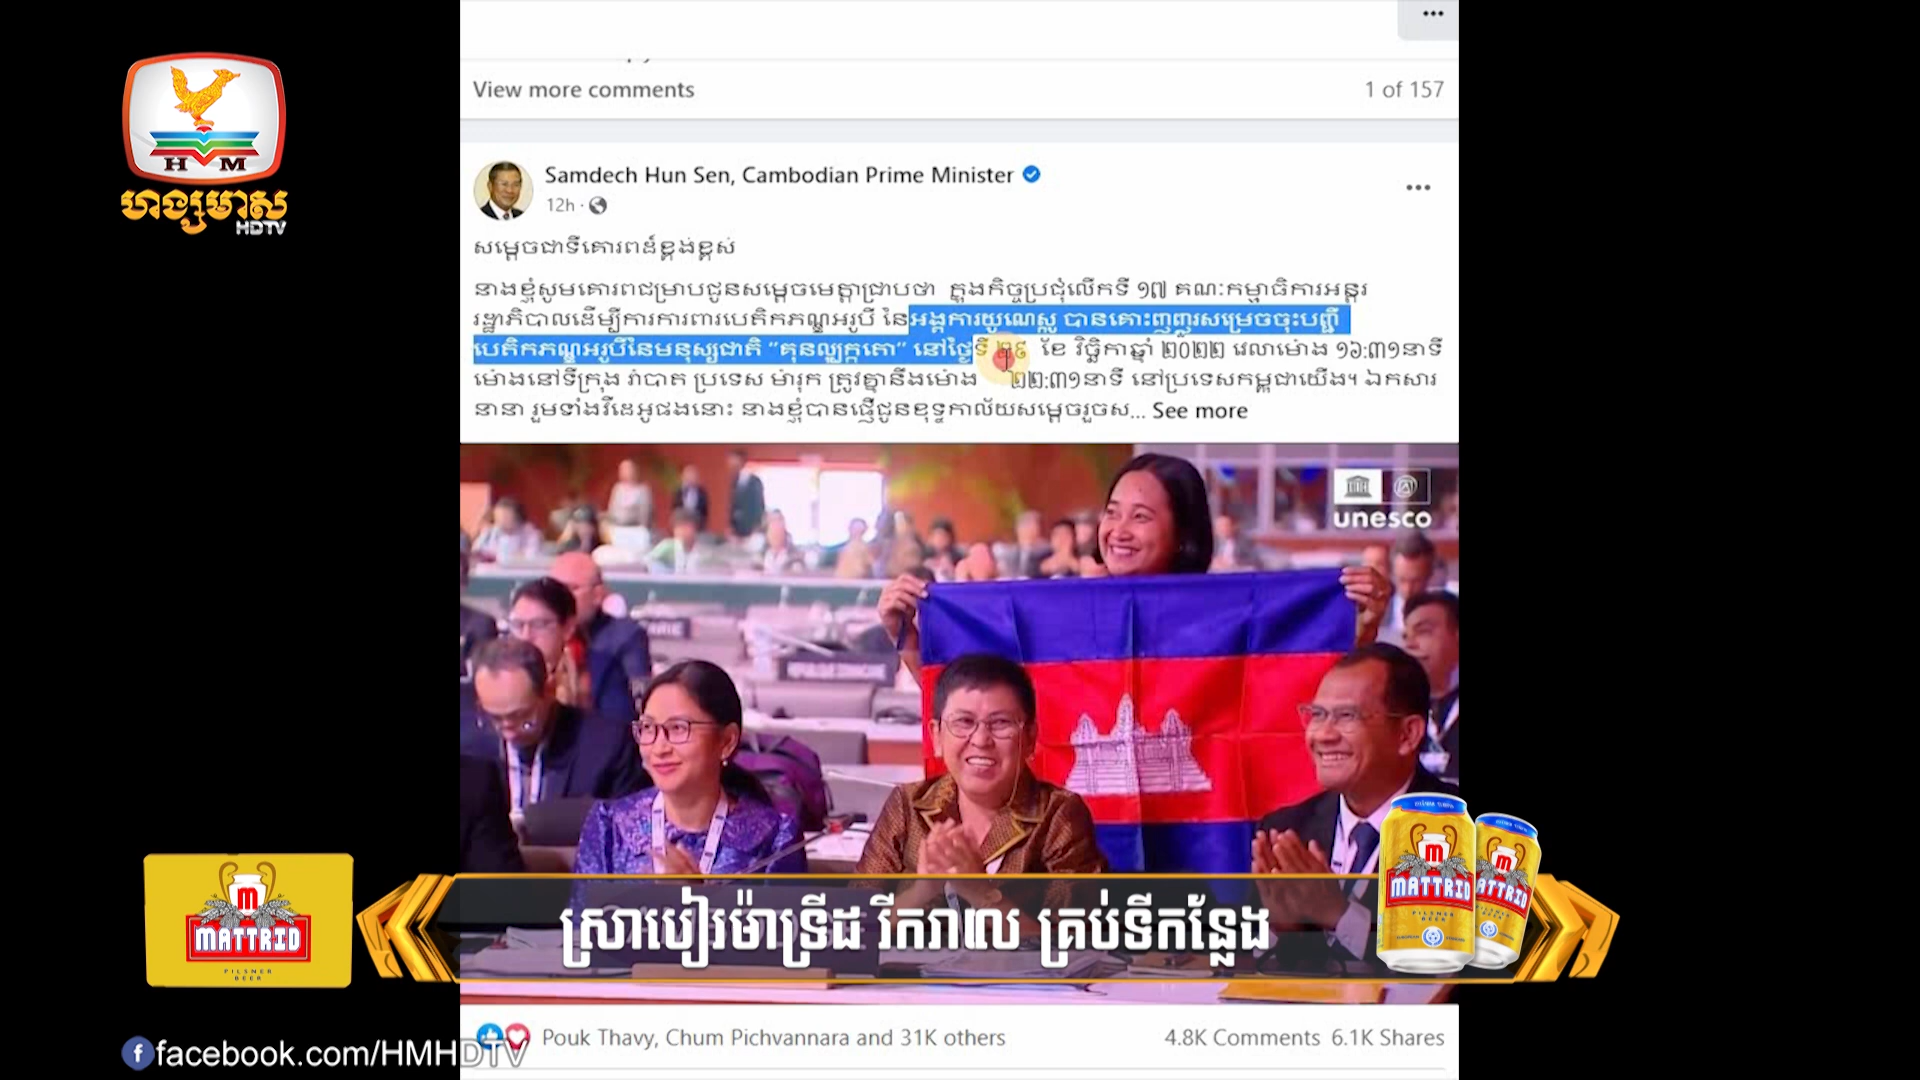 View more comments
1 of 157
H M
ហង្សមាស
HDTV
Samdech Hun Sen, Cambodian Prime Minister
12h
សម្តេចជាទីគោរពដ៏ខ្ពង់ខ្ពស់
នាងខ្ញុំសូមគោរពជម្រាបជូនសម្តេចមេត្តាជ្រាបថា ក្នុងកិច្ចប្រជុំលើកទី ១៧ គណៈកម្មាធិការអន្តរ
រដ្ឋាភិបាលដើម្បីការការពារបេតិកភណ្ឌអរូបី នៃអង្គការយូណេស្កូ បានគោះញញួរសម្រេចចុះបញ្ជី
បេតិកភណ្ឌអរូបីនៃមនុស្សជាតិ “គុនល្បុក្កតោ” នៅថ្ងៃទី ២៩ ខែ វិច្ឆិកាឆ្នាំ ២០២២ វេលាម៉ោង ១៦:៣១នាទី
ម៉ោងនៅទីក្រុង រ៉ាបាត ប្រទេស ម៉ារុក ត្រូវគ្នានឹងម៉ោង ២២:៣១នាទី នៅប្រទេសកម្ពុជាយើង។ ឯកសារ
នានា រួមទាំងវីដេអូផងនោះ នាងខ្ញុំបានផ្ញើជូនខុទ្ទកាល័យសម្តេចរួចស... See more
unesco
MATTRID
PILSNER
BEER
ស្រាបៀរម៉ាទ្រីដ រីករាយ គ្រប់ទីកន្លែង
MATTRID
PILSNER
BEER
MATTRID
Pouk Thavy, Chum Pichvannara and 31K others
4.8K Comments 6.1K Shares
facebook.com/HMHDTV